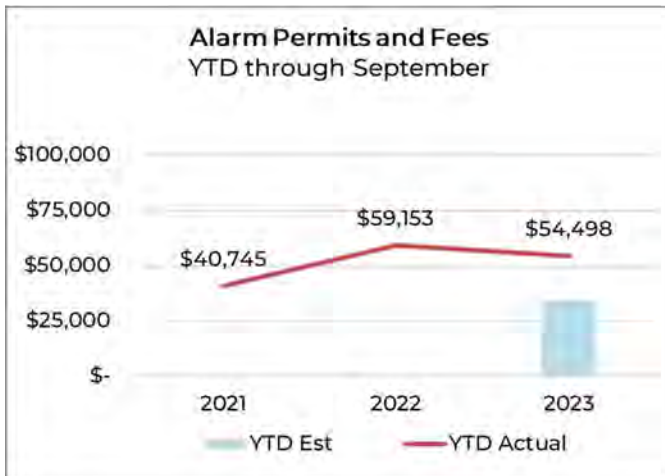 Alarm Permits and Fees
YTD through September
$100,000
$75,000
$50,000
$25,000
$-
$40,745
$59,153
$54,498
2021 2022 2023
YTD Est YTD Actual